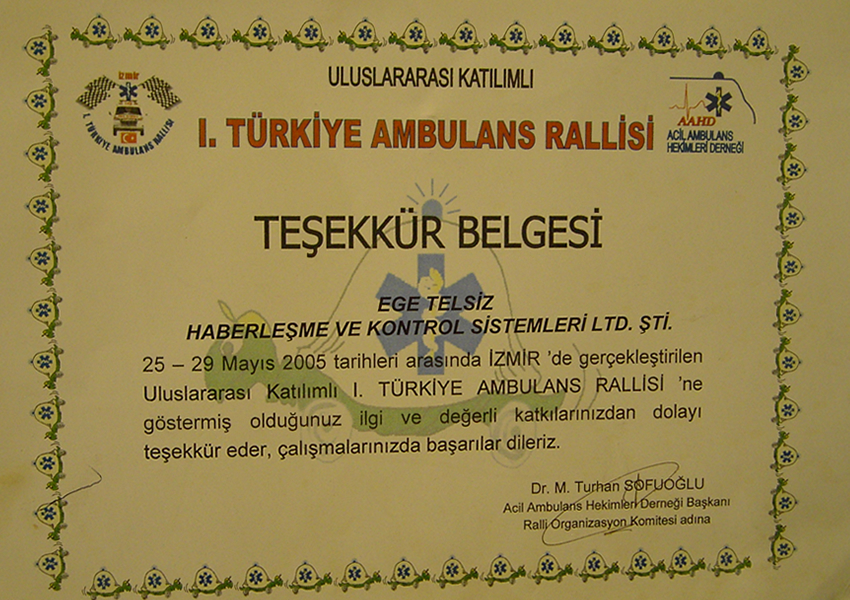 ULUSLARARASI KATILIMLI
I. TÜRKİYE AMBULANS RALLİSİ
izmir
I. TÜRKİYE AMBULANS RALLİSİ
AAHD
ACİL AMBULANS
HEKİMLERİ DERNEĞİ
TEŞEKKÜR BELGESİ
EGE TELSİZ
HABERLEŞME VE KONTROL SİSTEMLERİ LTD. ŞTİ.
25 – 29 Mayıs 2005 tarihleri arasında İZMİR 'de gerçekleştirilen
Uluslararası Katılımlı I. TÜRKİYE AMBULANS RALLİSİ 'ne
göstermiş olduğunuz ilgi ve değerli katkılarınızdan dolayı
teşekkür eder, çalışmalarınızda başarılar dileriz.
Dr. M. Turhan SOFUOĞLU
Acil Ambulans Hekimleri Derneği Başkanı
Ralli Organizasyon Komitesi adına